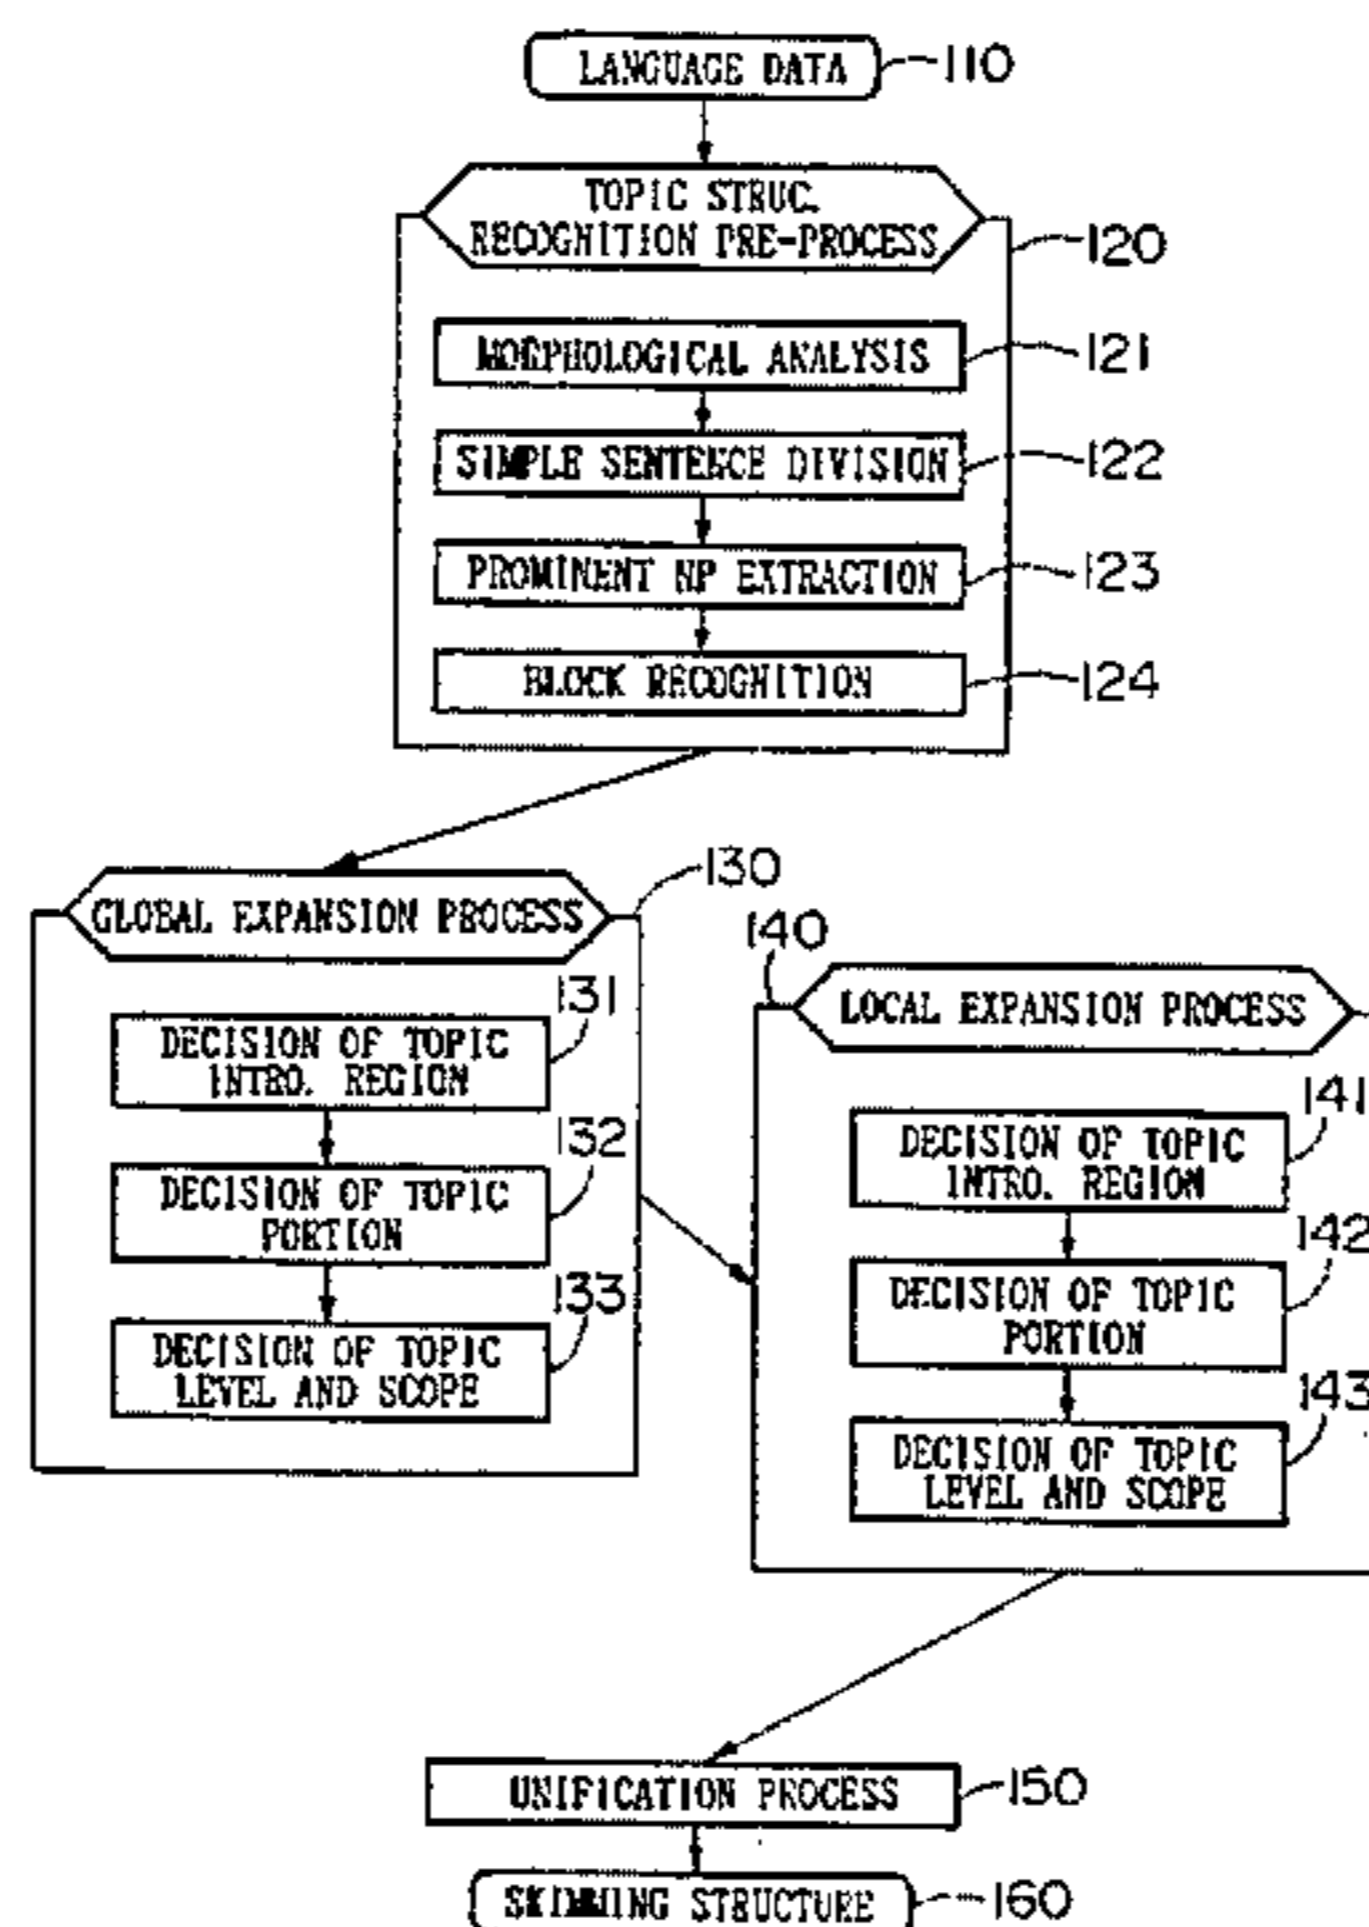 LANGUAGE DATA
110
TOPIC STRUC.
RECOGNITION PRE-PROCESS
120
MORPHOLOGICAL ANALYSIS
121
SIMPLE SENTENCE DIVISION
122
PROMINENT NP EXTRACTION
123
BLOCK RECOGNITION
124
GLOBAL EXPANSION PROCESS
130
DECISION OF TOPIC
INTRO. REGION
131
DECISION OF TOPIC
PORTION
132
DECISION OF TOPIC
LEVEL AND SCOPE
133
140
LOCAL EXPANSION PROCESS
DECISION OF TOPIC
INTRO. REGION
141
DECISION OF TOPIC
PORTION
142
DECISION OF TOPIC
LEVEL AND SCOPE
143
UNIFICATION PROCESS
150
SKIMMING STRUCTURE
160